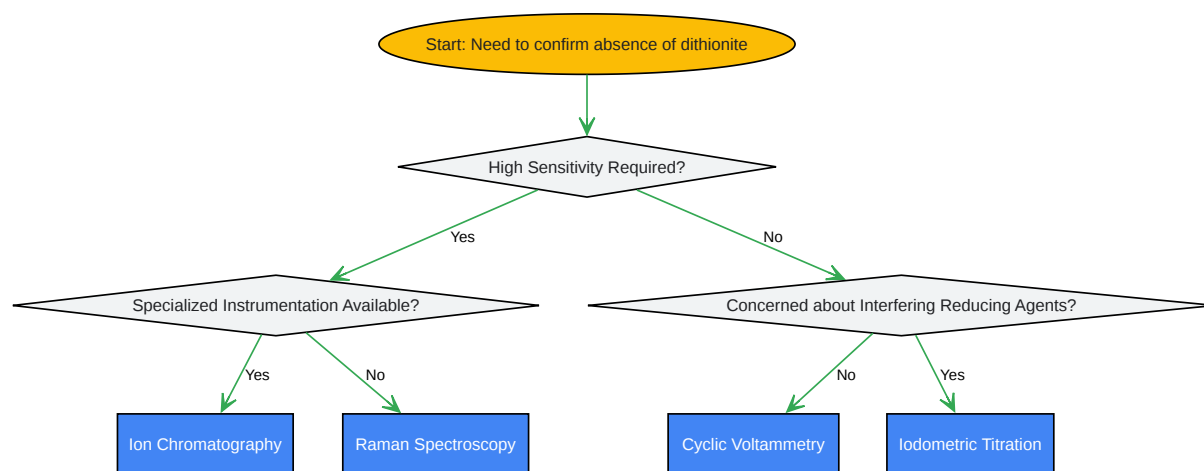 Start: Need to confirm absence of dithionite
High Sensitivity Required?
Yes
No
Specialized Instrumentation Available?
Concerned about Interfering Reducing Agents?
Yes
No
No
Yes
Ion Chromatography
Raman Spectroscopy
Cyclic Voltammetry
Iodometric Titration